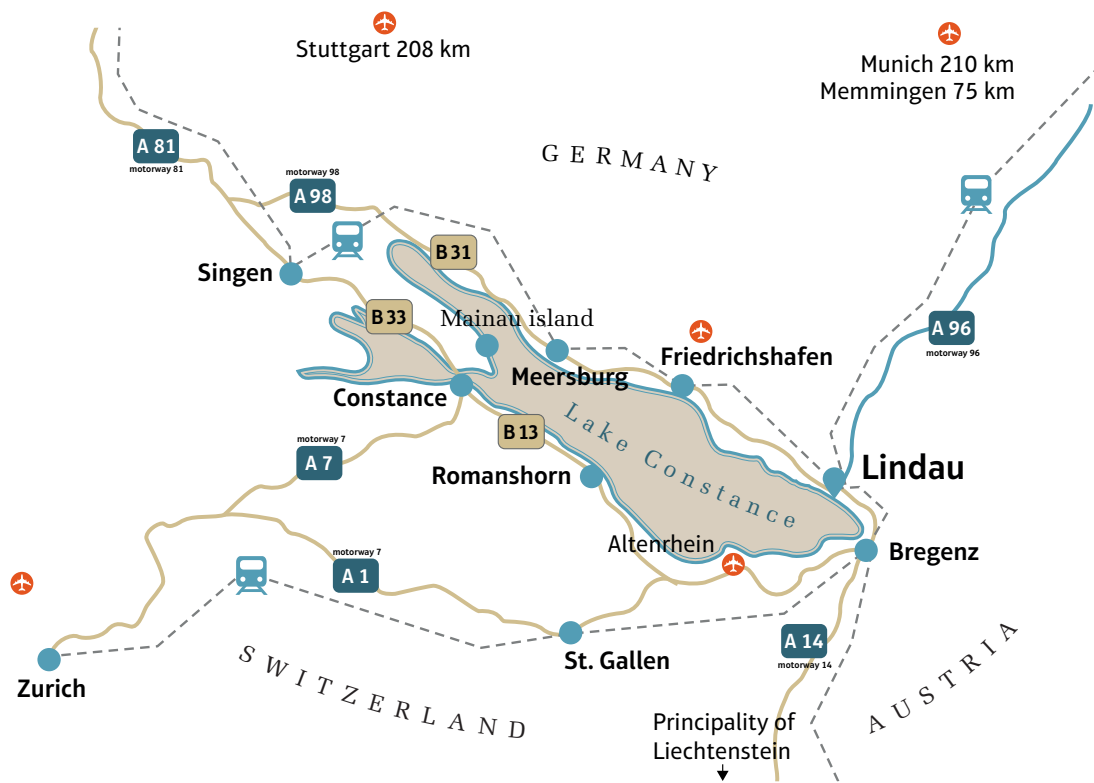 Stuttgart 208 km
Munich 210 km
Memmingen 75 km
A 81
motorway 81
GERMANY
motorway 98
A 98
B 31
Singen
B 33
Mainau island
A 96
motorway 96
Friedrichshafen
Meersburg
Constance
Lake Constance
B 13
motorway 7
A 7
Romanshorn
Lindau
Altenrhein
Bregenz
motorway 7
A 1
A 14
motorway 14
St. Gallen
Zurich
SWITZERLAND
AUSTRIA
Principality of
Liechtenstein